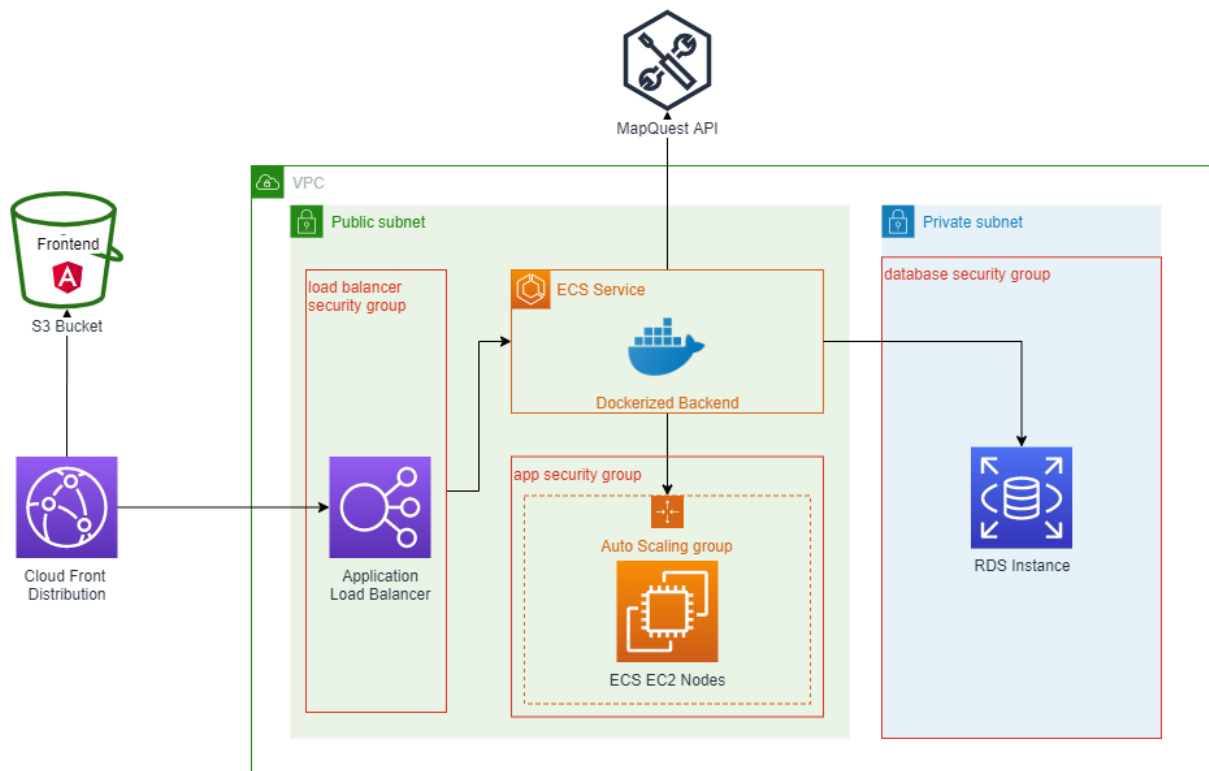 MapQuest API
VPC
Frontend
A
S3 Bucket
Public subnet
Private subnet
load balancer
security group
ECS Service
database security group
Dockerized Backend
app security group
Auto Scaling group
Cloud Front
Distribution
Application
Load Balancer
RDS Instance
ECS EC2 Nodes